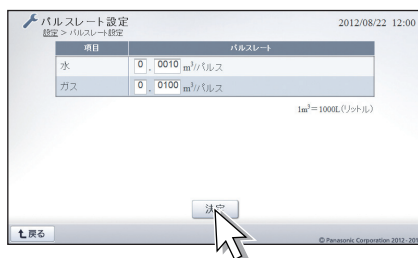 パルスレート設定 2012/08/22 12:00
設定 > パルスレート設定
項目 パルスレート
水 0 . 0010 m³/パルス
ガス 0 . 0100 m³/パルス
1m³＝1000L（リットル）
決定
戻る
© Panasonic Corporation 2012-201